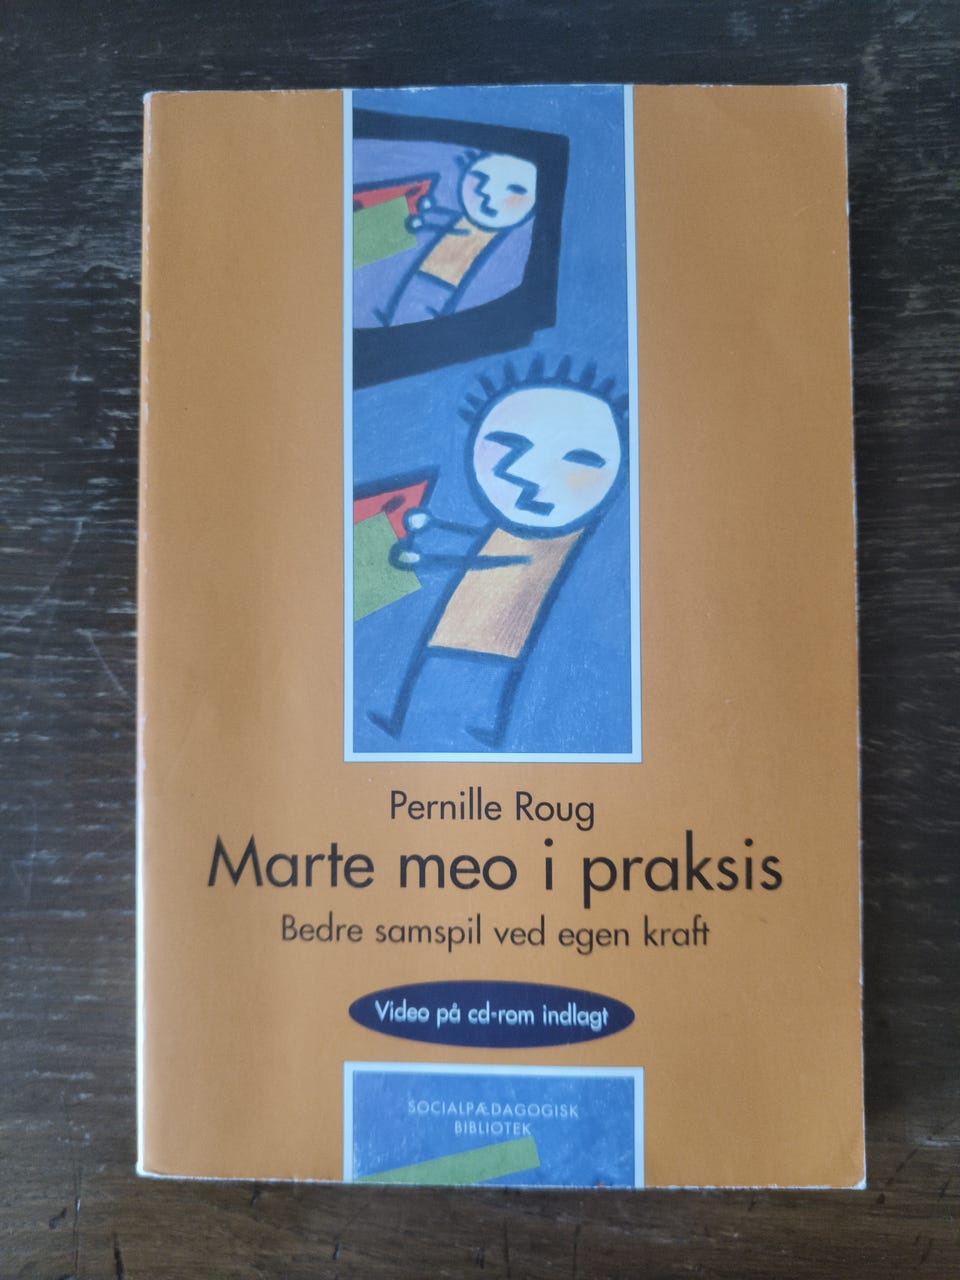 Pernille Roug
Marte meo i praksis
Bedre samspil ved egen kraft
Video på cd-rom indlagt
SOCIALPÆDAGOGISK
BIBLIOTEK